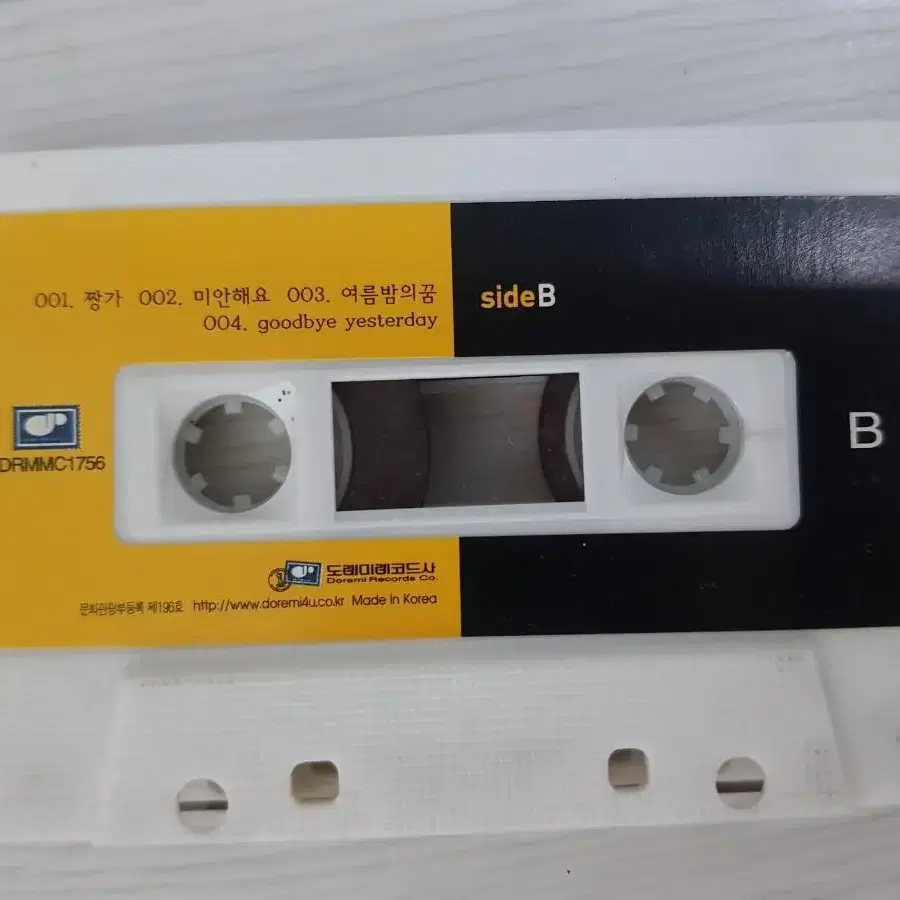 001. 짱가 002. 미안해요 003. 여름밤의꿈
004. goodbye yesterday
sideB
B
DRMMC1756
도레미레코드사
Doremi Records Co.
문화관광부등록 제196호 http://www.doremi4u.co.kr Made in Korea